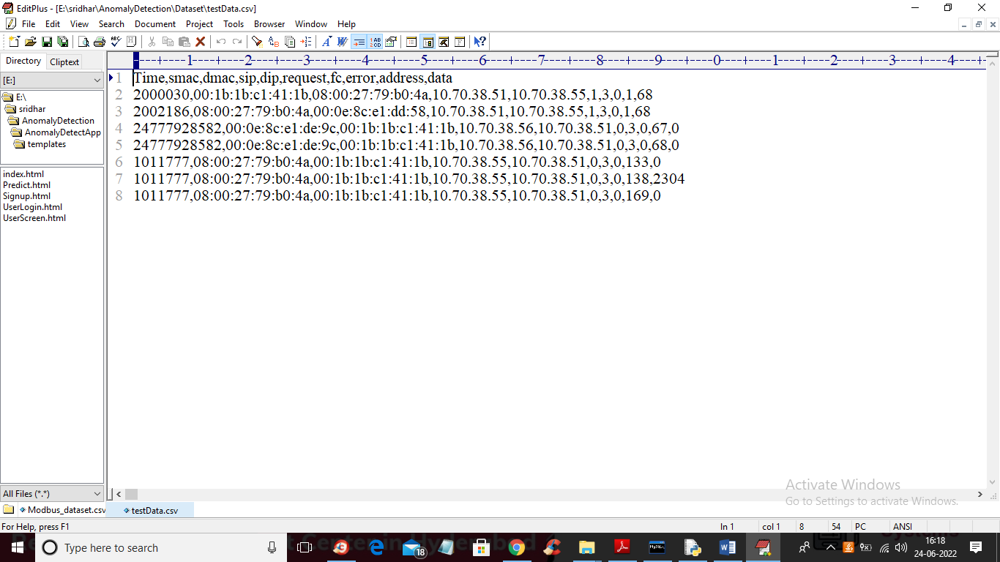 EditPlus - [E:\sridhar\AnomalyDetection\Dataset\testData.csv]
File Edit View Search Document Project Tools Browser Window Help
Directory Cliptext
[E:]
E:\
sridhar
AnomalyDetection
AnomalyDetectApp
templates
index.html
Predict.html
Signup.html
UserLogin.html
UserScreen.html
All Files (*.*)
----+----1----+----2----+----3----+----4----+----5----+----6----+----7----+----8----+----9----+----0----+----1----+----2----+----3----+----4----+-
1 Time,smac,dmac,sip,dip,request,fc,error,address,data
2 2000030,00:1b:1b:c1:41:1b,08:00:27:79:b0:4a,10.70.38.51,10.70.38.55,1,3,0,1,68
3 2002186,08:00:27:79:b0:4a,00:0e:8c:e1:dd:58,10.70.38.51,10.70.38.55,1,3,0,1,68
4 24777928582,00:0e:8c:e1:de:9c,00:1b:1b:c1:41:1b,10.70.38.56,10.70.38.51,0,3,0,67,0
5 24777928582,00:0e:8c:e1:de:9c,00:1b:1b:c1:41:1b,10.70.38.56,10.70.38.51,0,3,0,68,0
6 1011777,08:00:27:79:b0:4a,00:1b:1b:c1:41:1b,10.70.38.55,10.70.38.51,0,3,0,133,0
7 1011777,08:00:27:79:b0:4a,00:1b:1b:c1:41:1b,10.70.38.55,10.70.38.51,0,3,0,138,2304
8 1011777,08:00:27:79:b0:4a,00:1b:1b:c1:41:1b,10.70.38.55,10.70.38.51,0,3,0,169,0
Activate Windows
Go to Settings to activate Windows.
Modbus_dataset.csv testData.csv
For Help, press F1 ln 1 col 1 8 54 PC ANSI
Type here to search
18
MySQL
16:18
24-06-2022